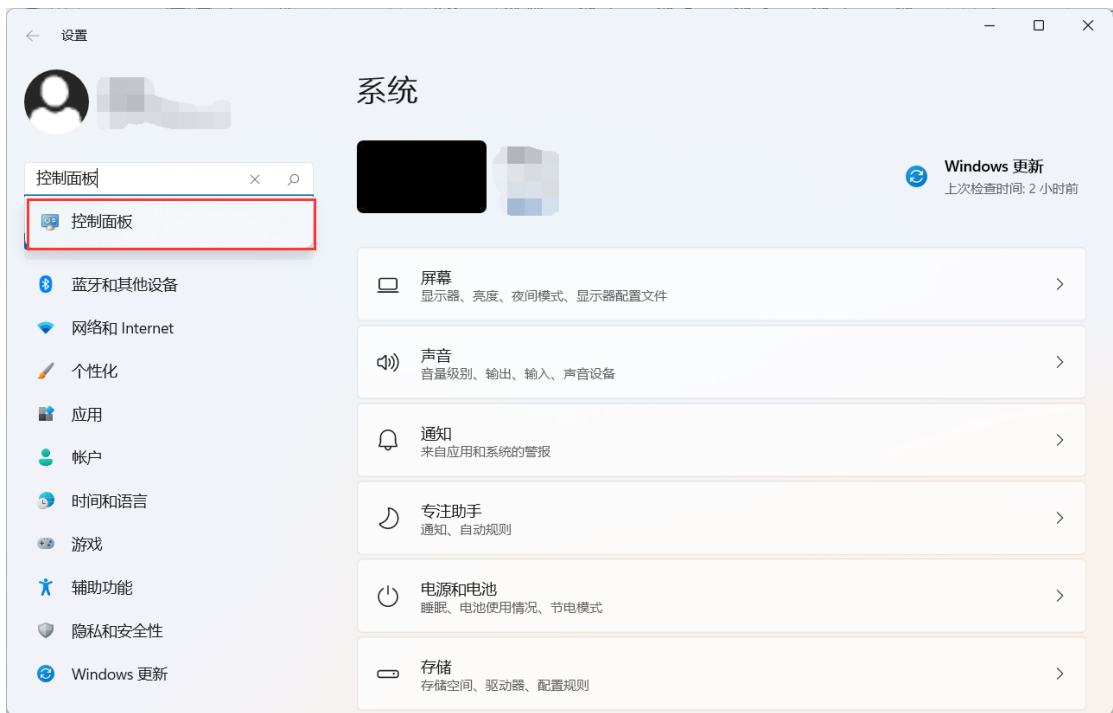 设置
控制面板
控制面板
蓝牙和其他设备
网络和 Internet
个性化
应用
帐户
时间和语言
游戏
辅助功能
隐私和安全性
Windows 更新
系统
Windows 更新
上次检查时间: 2 小时前
屏幕
显示器、亮度、夜间模式、显示器配置文件
声音
音量级别、输出、输入、声音设备
通知
来自应用和系统的警报
专注助手
通知、自动规则
电源和电池
睡眠、电池使用情况、节电模式
存储
存储空间、驱动器、配置规则